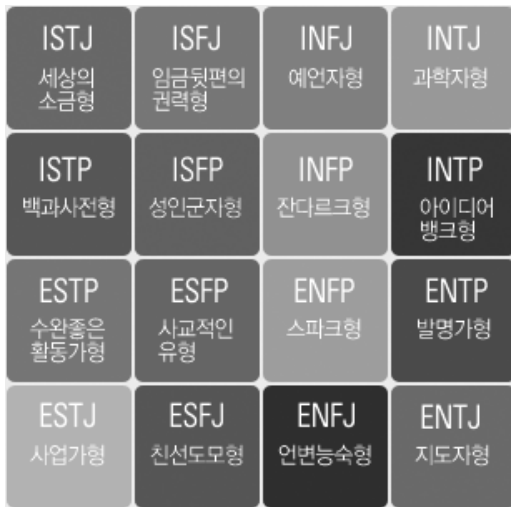 ISTJ
세상의
소금형
ISFJ
임금뒷편의
권력형
INFJ
예언자형
INTJ
과학자형
ISTP
백과사전형
ISFP
성인군자형
INFP
잔다르크형
INTP
아이디어
뱅크형
ESTP
수완좋은
활동가형
ESFP
사교적인
유형
ENFP
스파크형
ENTP
발명가형
ESTJ
사업가형
ESFJ
친선도모형
ENFJ
언변능숙형
ENTJ
지도자형